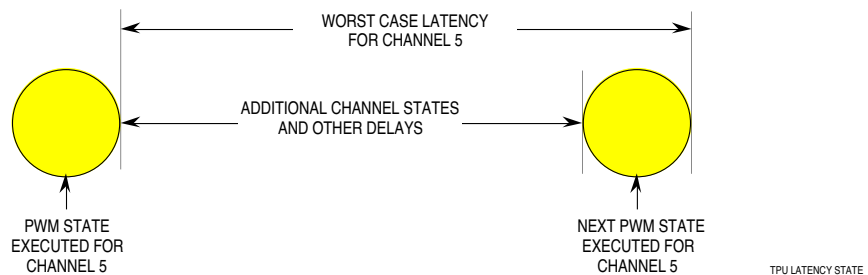 WORST CASE LATENCY
FOR CHANNEL 5
ADDITIONAL CHANNEL STATES
AND OTHER DELAYS
PWM STATE
EXECUTED FOR
CHANNEL 5
NEXT PWM STATE
EXECUTED FOR
CHANNEL 5
TPU LATENCY STATE